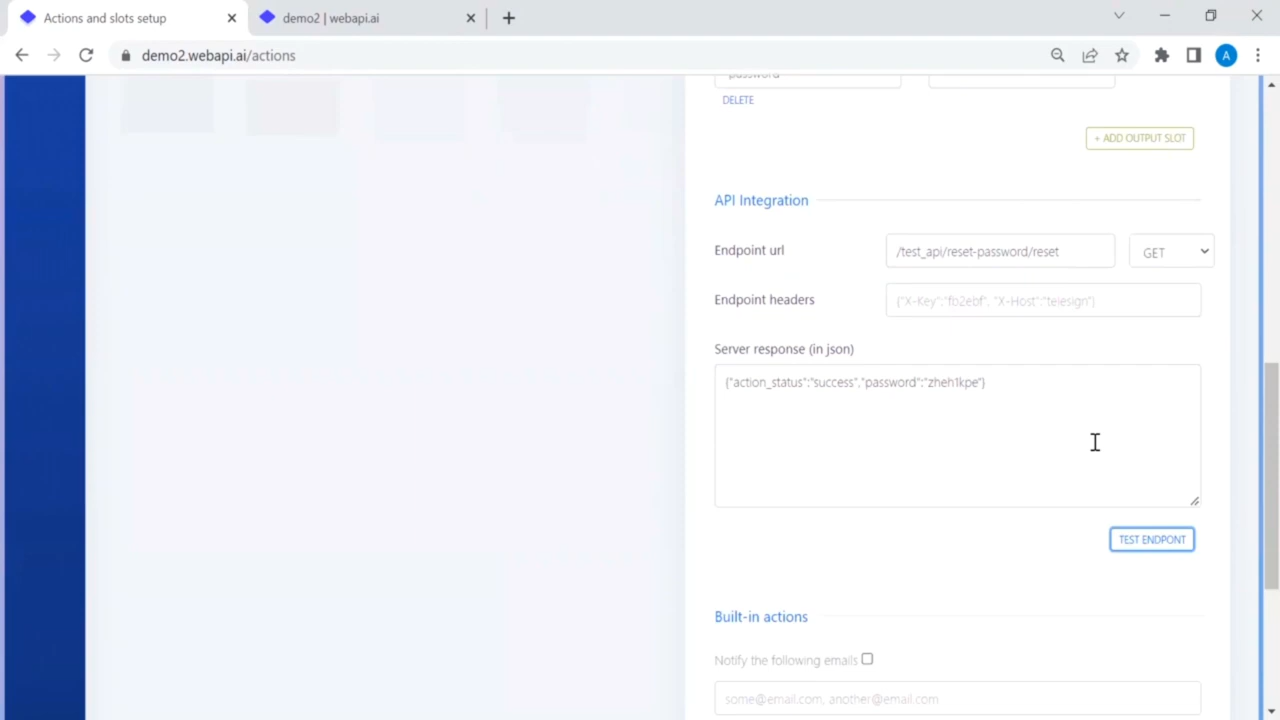 Actions and slots setup
demo2 | webapi.ai
demo2.webapi.ai/actions
A
password
DELETE
+ ADD OUTPUT SLOT
API Integration
Endpoint url
/test_api/reset-password/reset
GET
Endpoint headers
{"X-Key":"fb2ebf", "X-Host":"telesign"}
Server response (in json)
{"action_status":"success","password":"zheh1kpe"}
TEST ENDPONT
Built-in actions
Notify the following emails
some@email.com, another@email.com